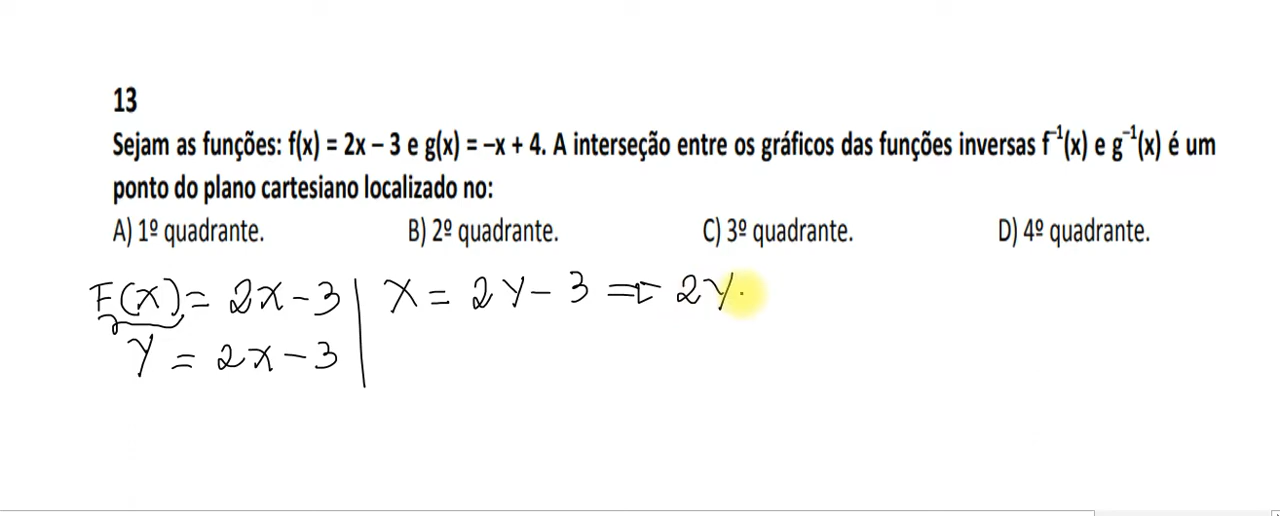 13
Sejam as funções: f(x) = 2x – 3 e g(x) = –x + 4. A interseção entre os gráficos das funções inversas f⁻¹(x) e g⁻¹(x) é um
ponto do plano cartesiano localizado no:
A) 1º quadrante. B) 2º quadrante. C) 3º quadrante. D) 4º quadrante.
F(X) = 2X – 3 | X = 2Y – 3 ⇒ 2Y
Y = 2X – 3